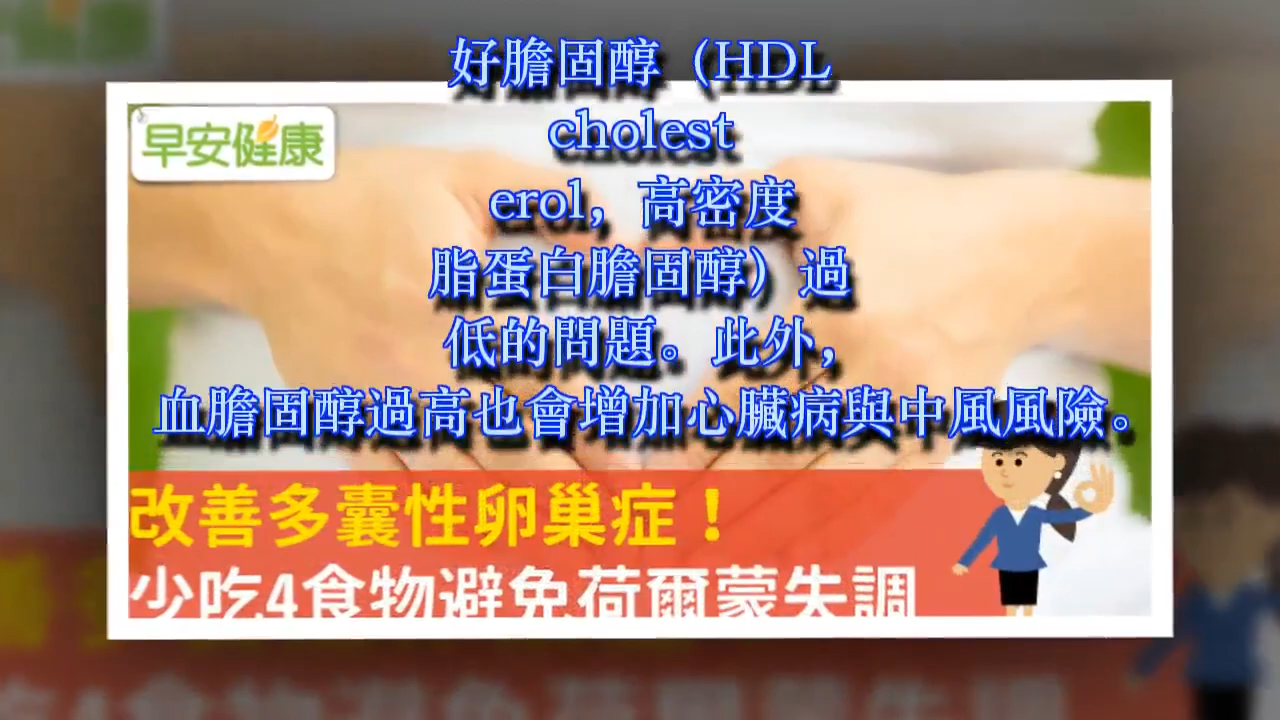 好膽固醇（HDL
cholest
erol，高密度
脂蛋白膽固醇）過
低的問題。此外，
血膽固醇過高也會增加心臟病與中風風險。
早安健康
改善多囊性卵巢症！
少吃4食物避免荷爾蒙失調